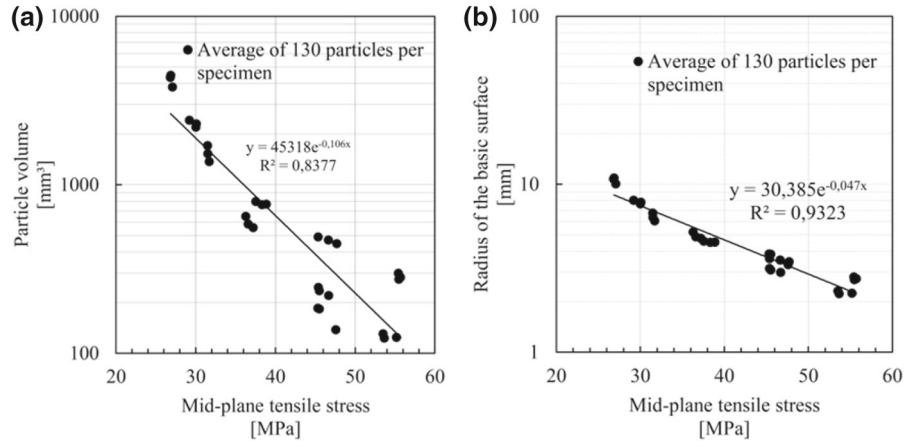 (a)
10000
1000
100
Particle volume
[mm³]
Average of 130 particles per
specimen
y = 45318e^-0,106x
R² = 0,8377
20 30 40 50 60
Mid-plane tensile stress
[MPa]
(b)
100
10
1
Radius of the basic surface
[mm]
Average of 130 particles per
specimen
y = 30,385e^-0,047x
R² = 0,9323
20 30 40 50 60
Mid-plane tensile stress
[MPa]